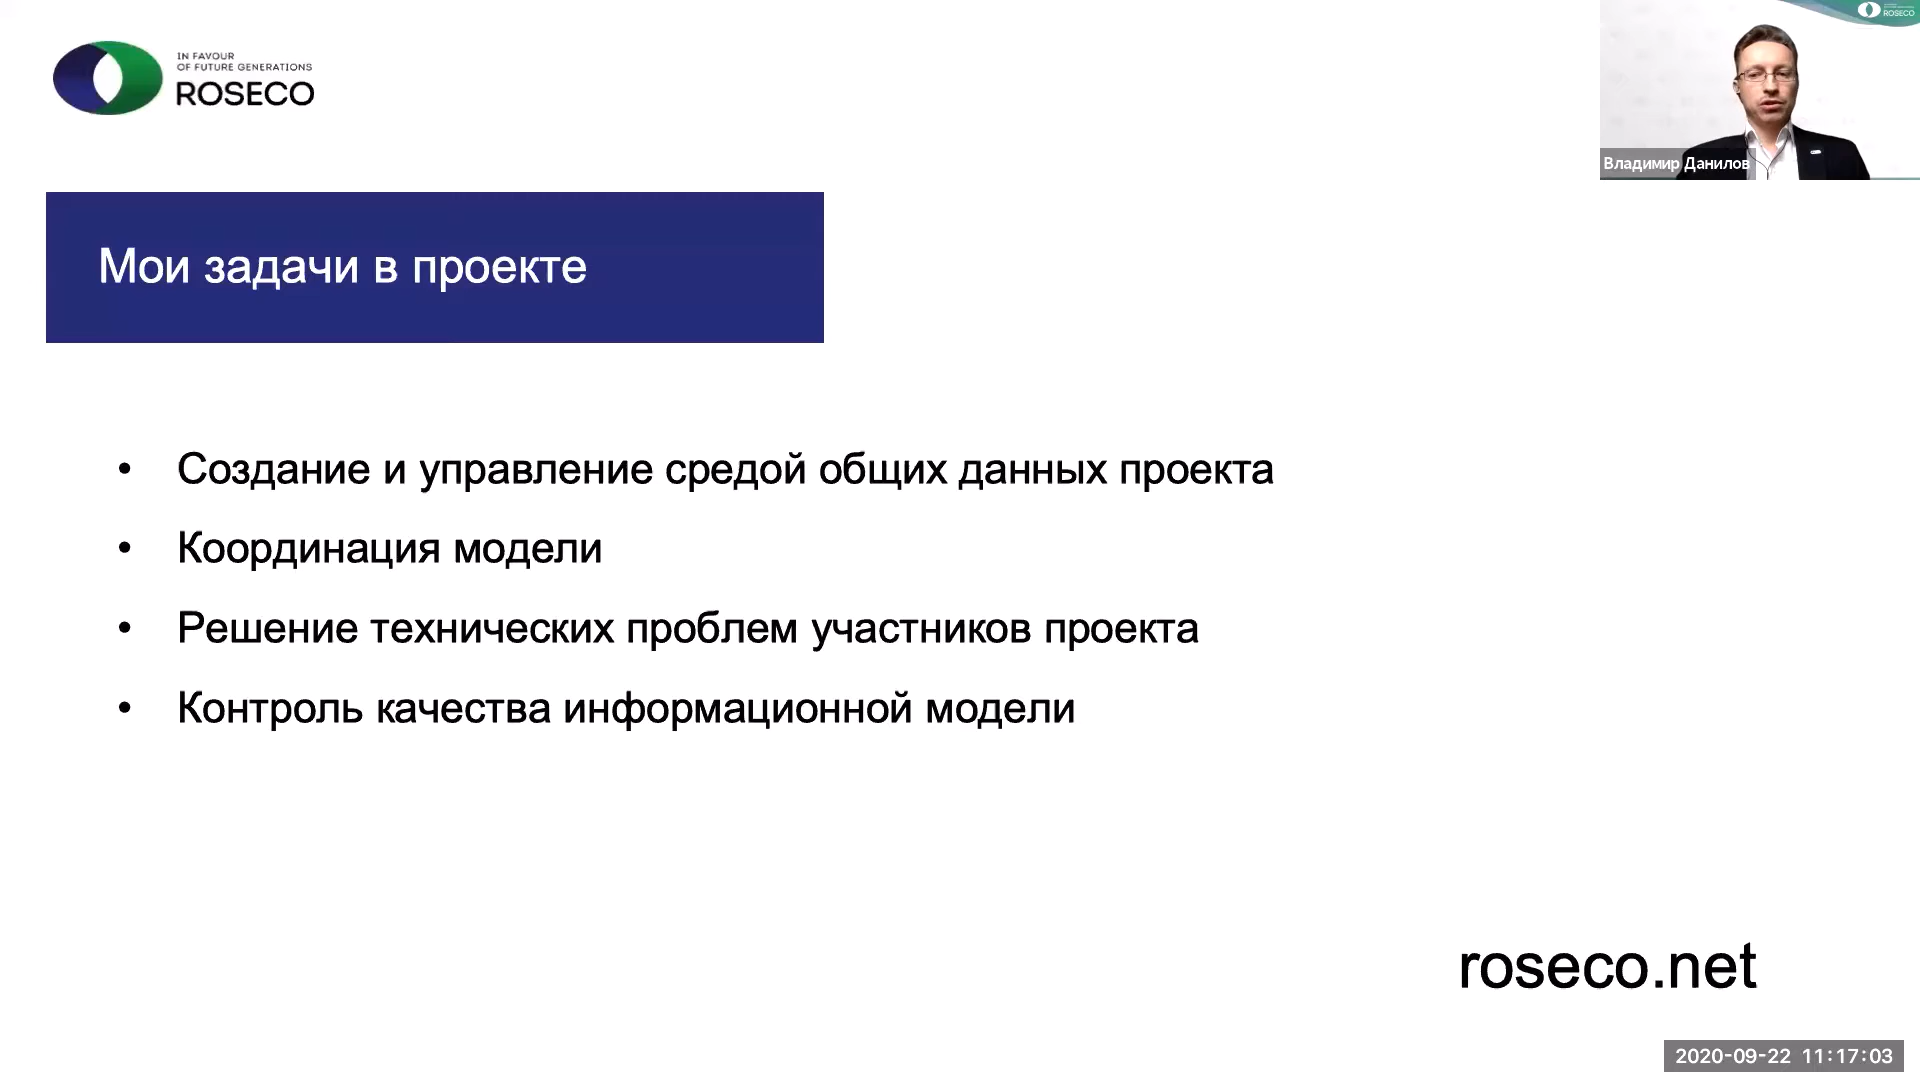 IN FAVOUR
OF FUTURE GENERATIONS
ROSECO
ROSECO
Владимир Данилов
Мои задачи в проекте
• Создание и управление средой общих данных проекта
• Координация модели
• Решение технических проблем участников проекта
• Контроль качества информационной модели
roseco.net
2020-09-22 11:17:03